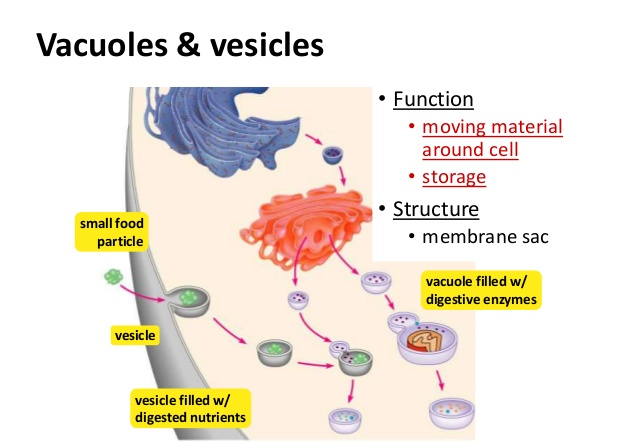 Vacuoles & vesicles
• Function
• moving material
around cell
• storage
• Structure
• membrane sac
small food
particle
vesicle
vesicle filled w/
digested nutrients
vacuole filled w/
digestive enzymes